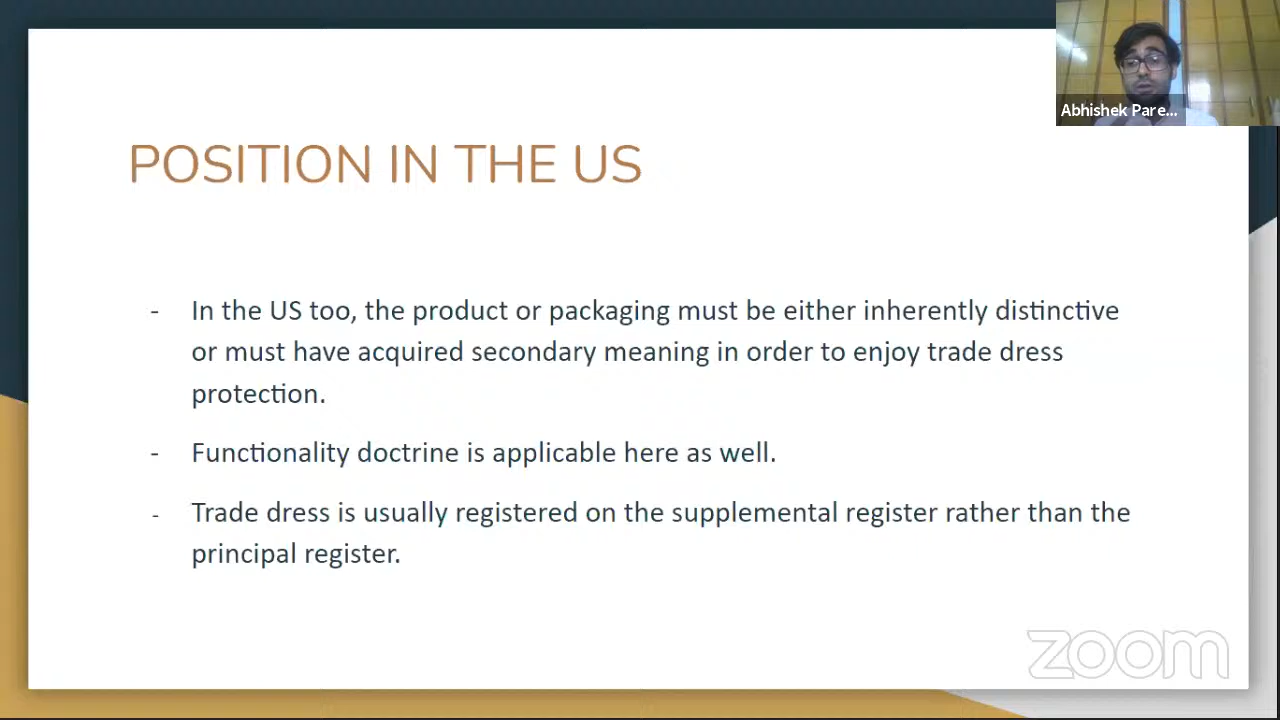 Abhishek Pare...
POSITION IN THE US
- In the US too, the product or packaging must be either inherently distinctive
or must have acquired secondary meaning in order to enjoy trade dress
protection.
- Functionality doctrine is applicable here as well.
- Trade dress is usually registered on the supplemental register rather than the
principal register.
zoom